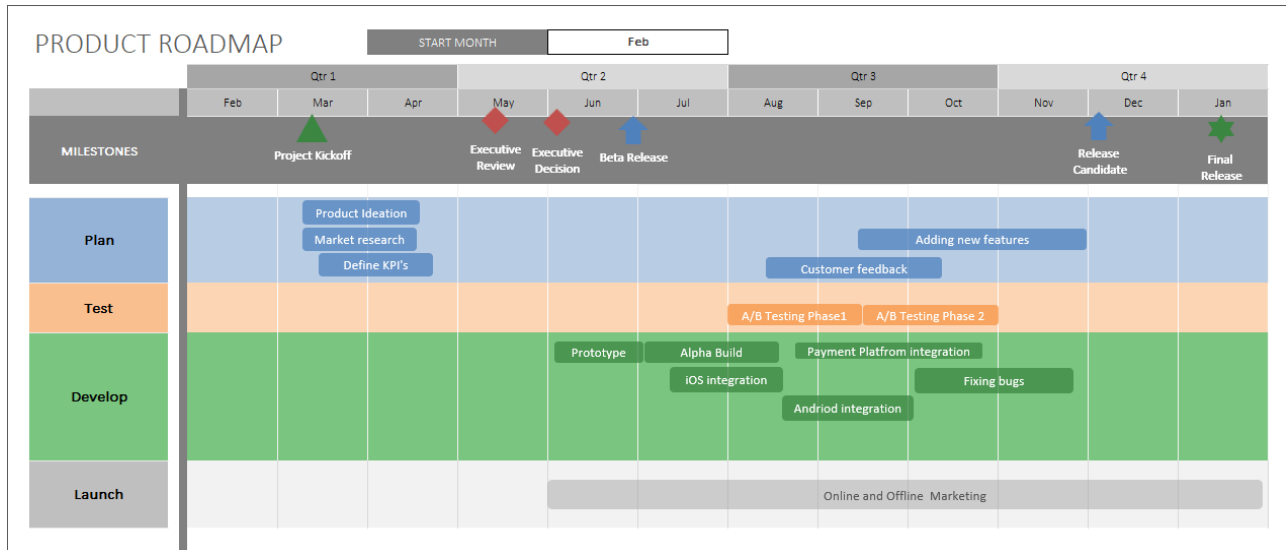 PRODUCT ROADMAP
START MONTH
Feb
Qtr 1
Qtr 2
Qtr 3
Qtr 4
Feb
Mar
Apr
May
Jun
Jul
Aug
Sep
Oct
Nov
Dec
Jan
MILESTONES
Project Kickoff
Executive
Review
Executive
Decision
Beta Release
Release
Candidate
Final
Release
Plan
Product Ideation
Market research
Define KPI's
Adding new features
Customer feedback
Test
A/B Testing Phase1
A/B Testing Phase 2
Develop
Prototype
Alpha Build
Payment Platfrom integration
iOS integration
Fixing bugs
Andriod integration
Launch
Online and Offline Marketing